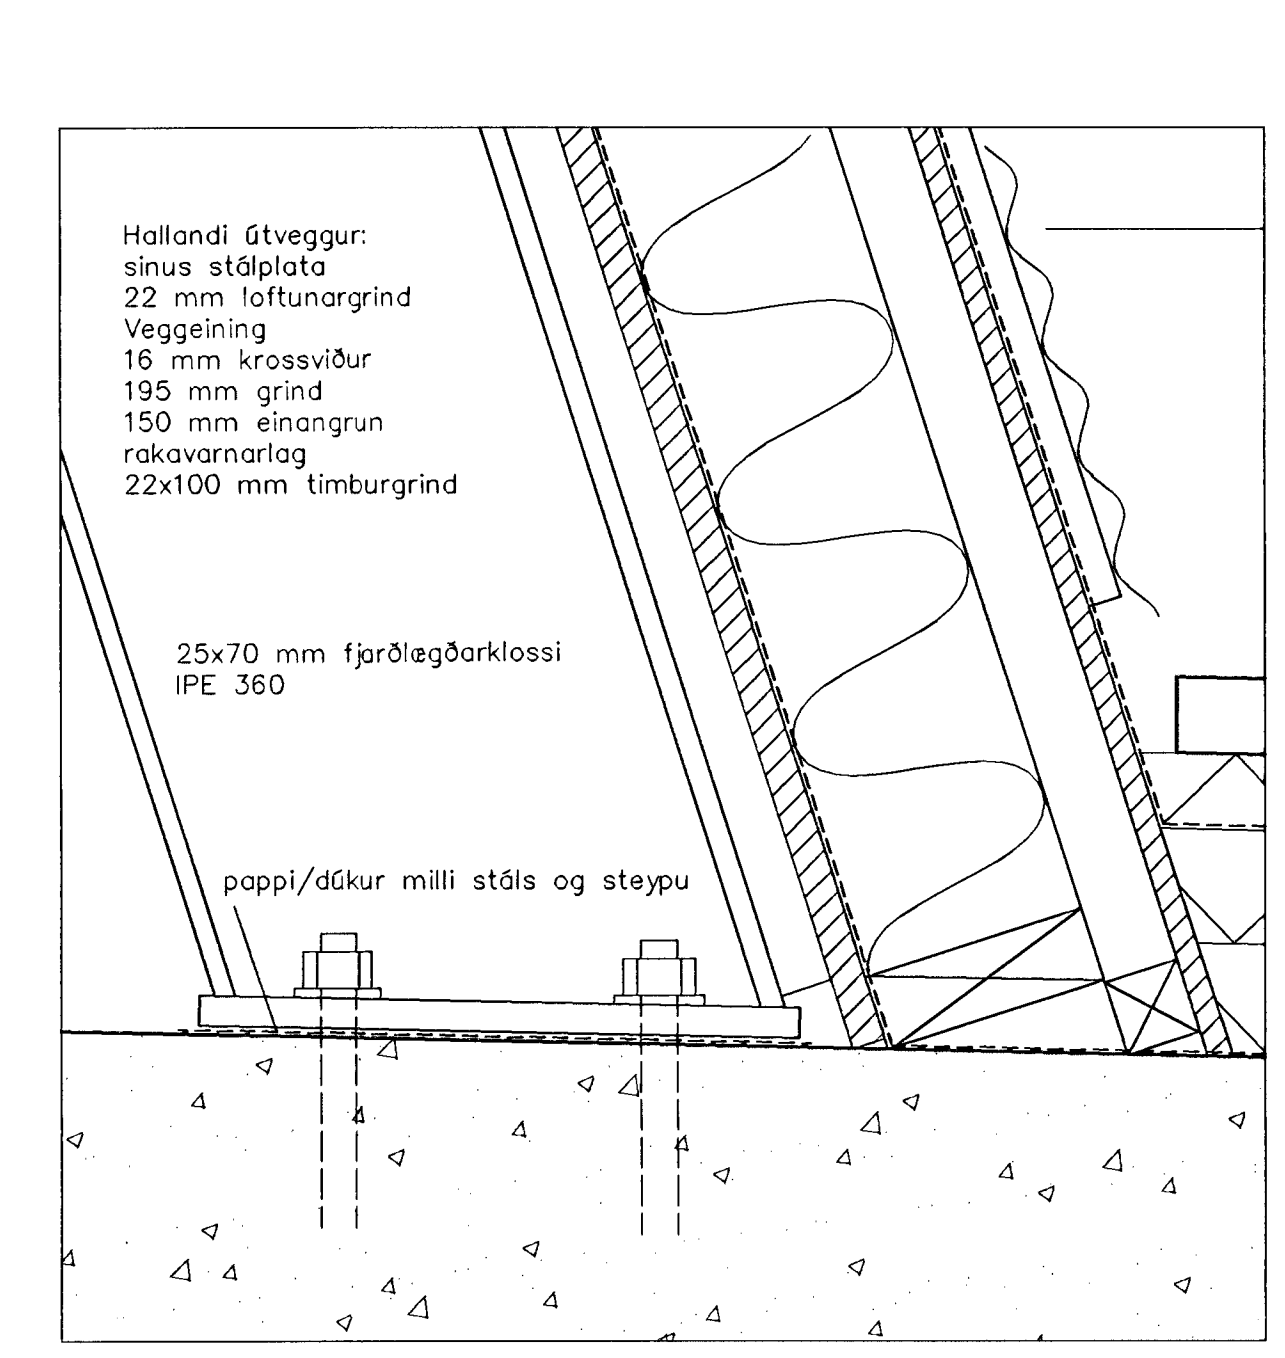 Hallandi útveggur:
sinus stálplata
22 mm loftunargrind
Veggeining
16 mm krossviður
195 mm grind
150 mm einangrun
rakavarnarlag
22x100 mm timburgrind
25x70 mm fjarðlægðarklossi
IPE 360
pappi/dúkur milli stáls og steypu